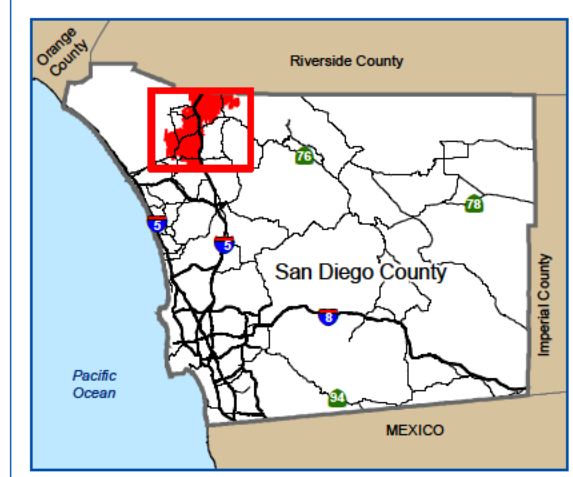 Orange
County
Riverside County
76
78
5
5
San Diego County
Imperial County
8
Pacific
Ocean
94
MEXICO